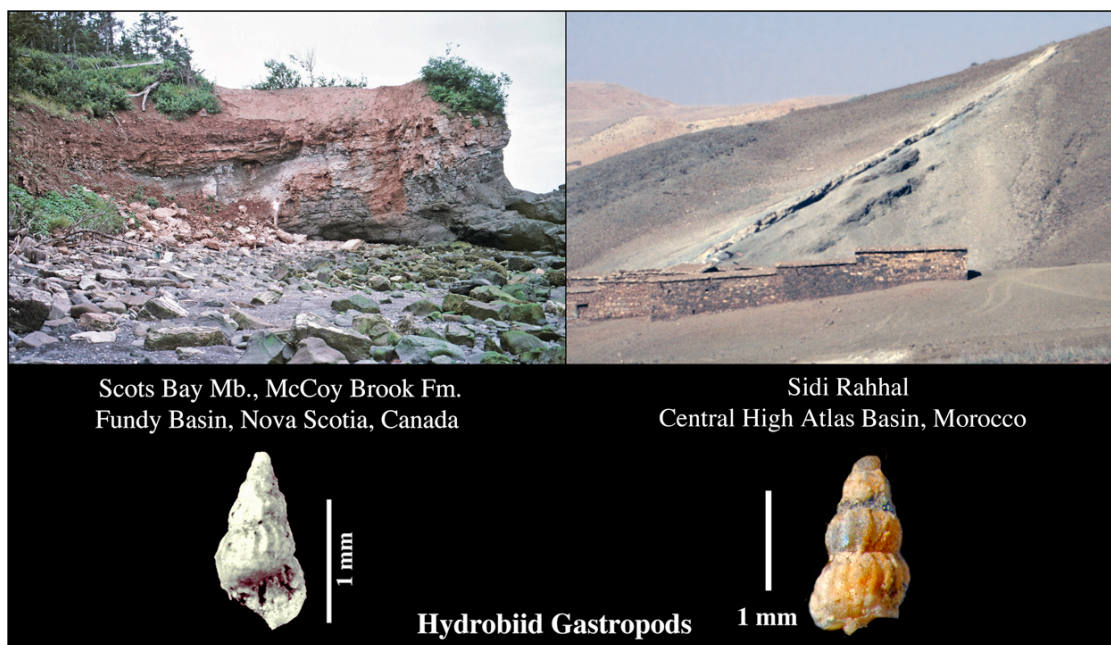 Scots Bay Mb., McCoy Brook Fm.
Fundy Basin, Nova Scotia, Canada
Sidi Rahhal
Central High Atlas Basin, Morocco
1 mm
1 mm
Hydrobiid Gastropods